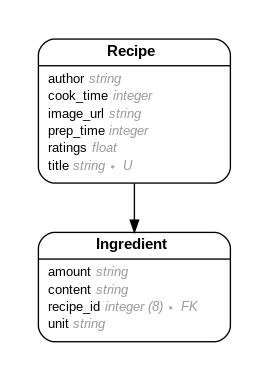 Recipe
author string
cook_time integer
image_url string
prep_time integer
ratings float
title string • U
Ingredient
amount string
content string
recipe_id integer (8) • FK
unit string